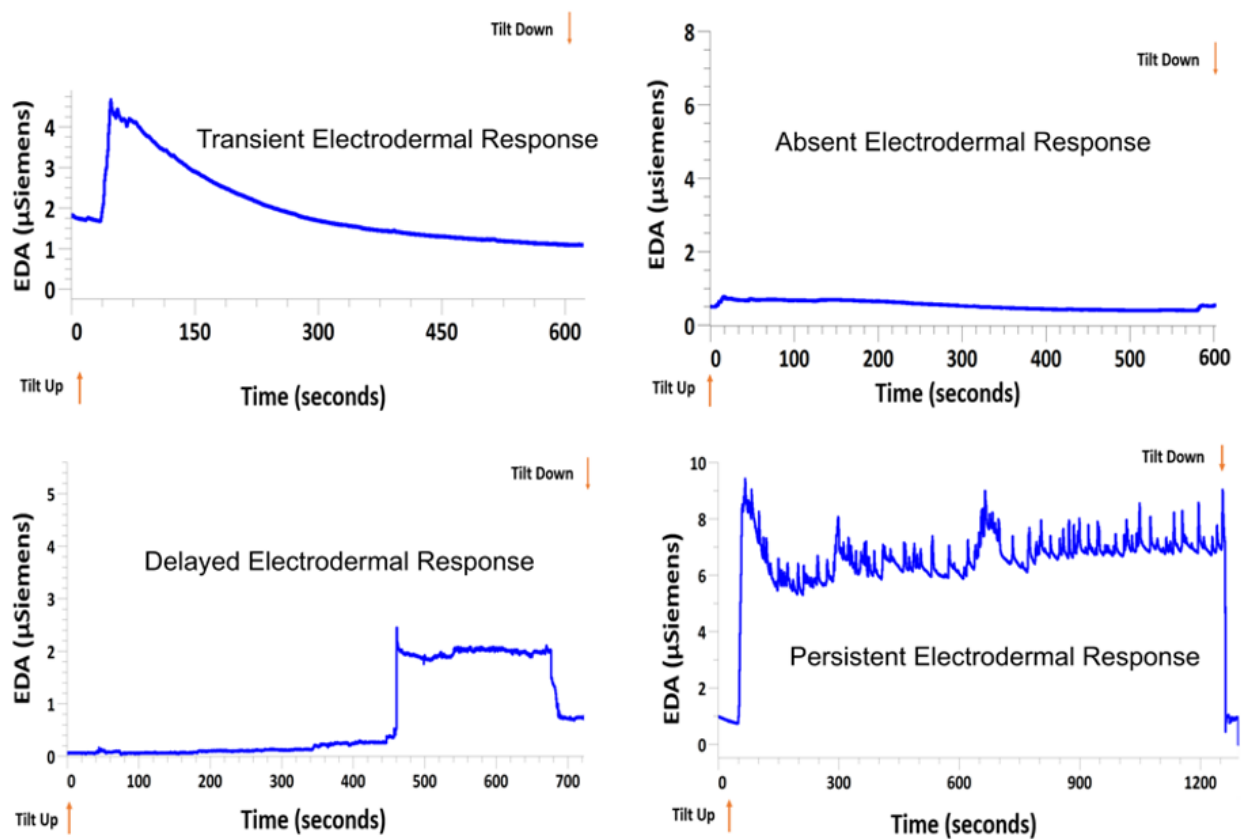 Tilt Down
EDA (µSiemens)
4
3
2
1
0
Transient Electrodermal Response
0 150 300 450 600
Tilt Up
Time (seconds)
Tilt Down
EDA (µsiemens)
8
6
4
2
0
Absent Electrodermal Response
0 100 200 300 400 500 600
Tilt Up
Time (seconds)
Tilt Down
EDA (µSiemens)
5
4
3
2
1
0
Delayed Electrodermal Response
0 100 200 300 400 500 600 700
Tilt Up
Time (seconds)
Tilt Down
EDA (µSiemens)
10
8
6
4
2
0
Persistent Electrodermal Response
0 300 600 900 1200
Tilt Up
Time (seconds)